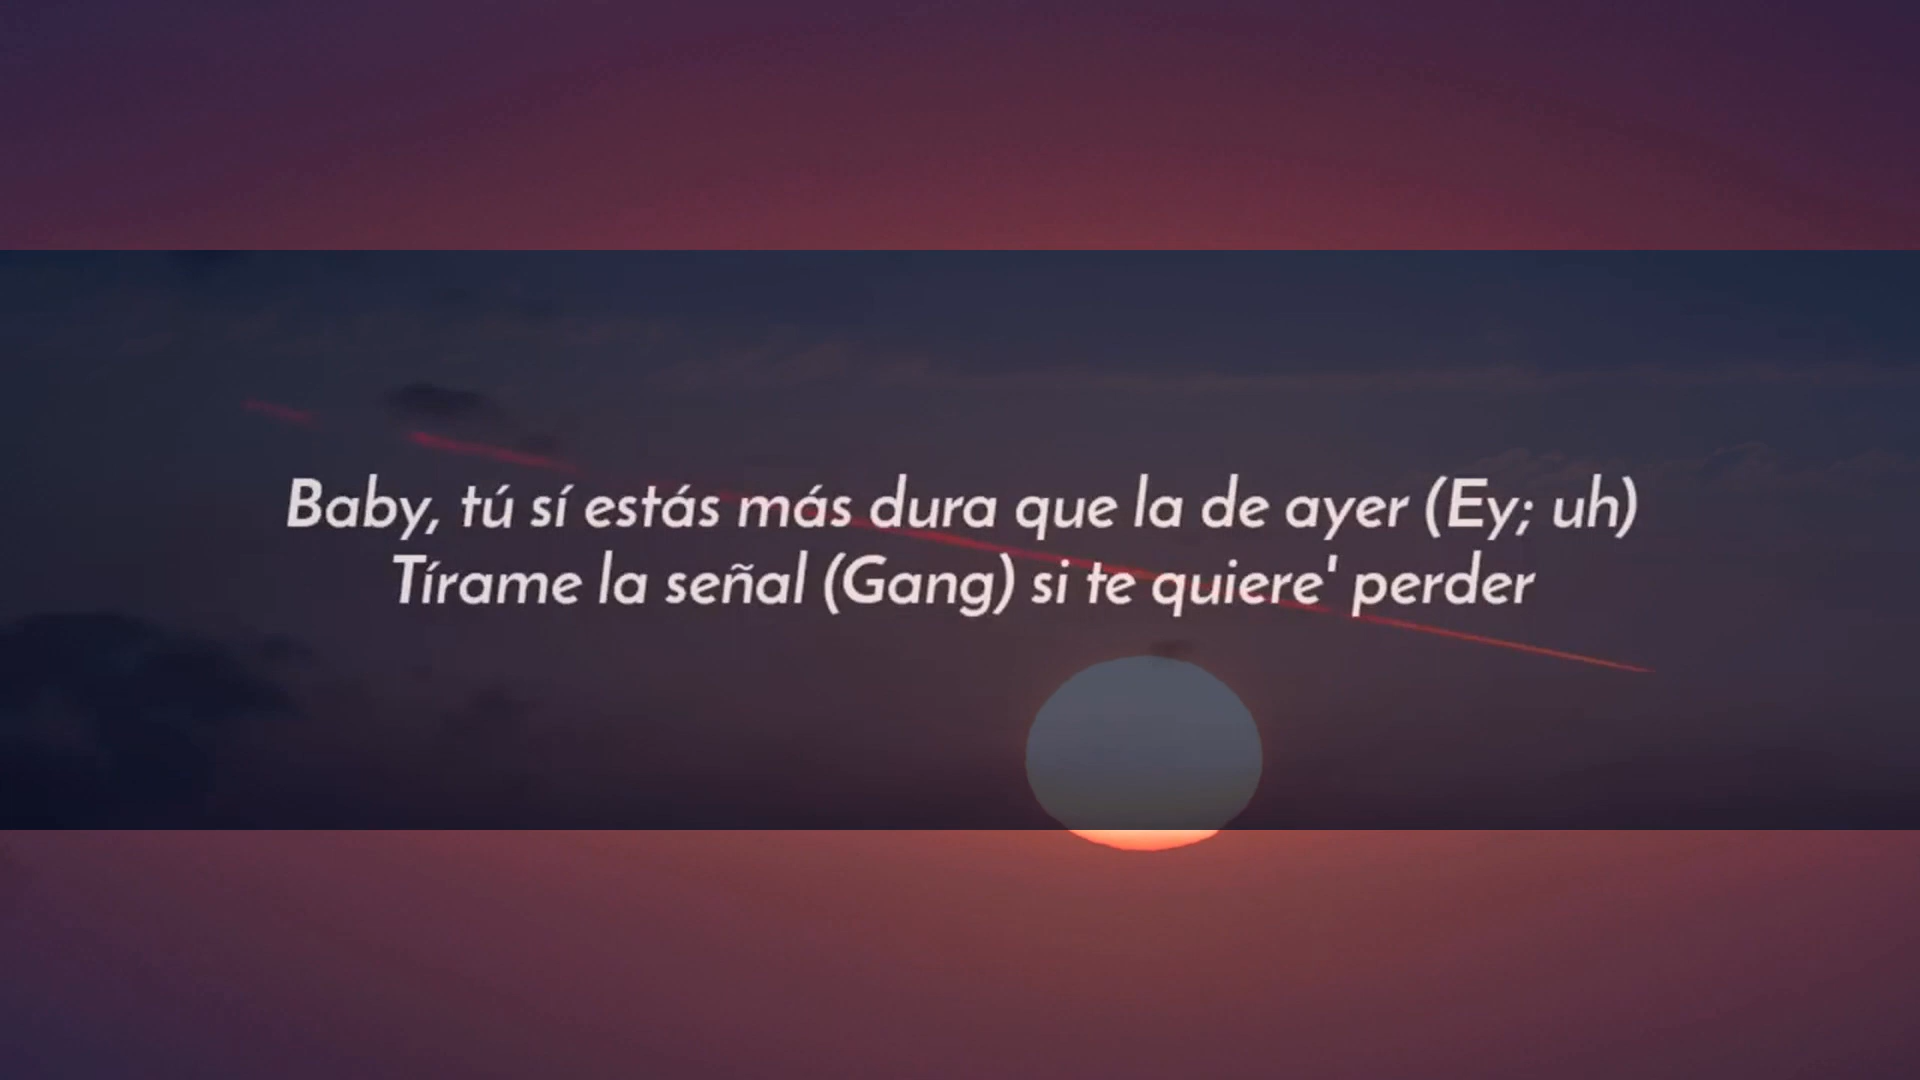 Baby, tú sí estás más dura que la de ayer (Ey; uh)
Tírame la señal (Gang) si te quiere' perder